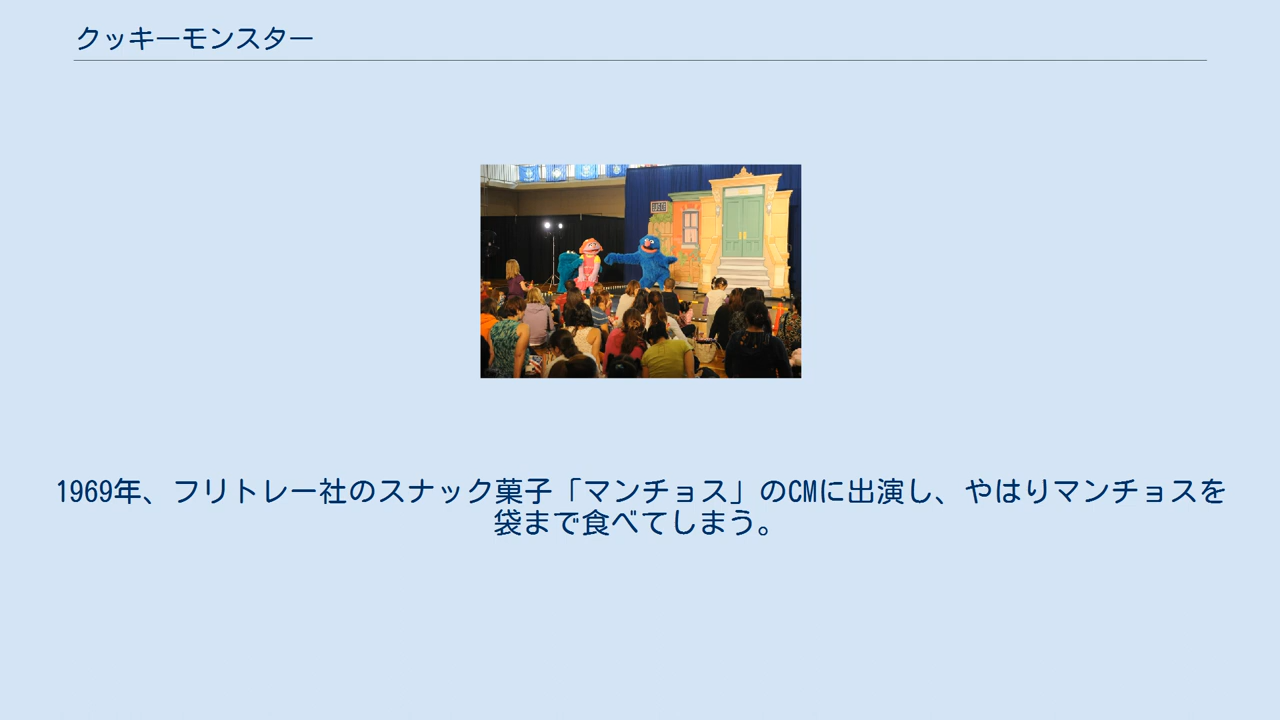 クッキーモンスター
1969年、フリトレー社のスナック菓子「マンチョス」のCMに出演し、やはりマンチョスを
袋まで食べてしまう。